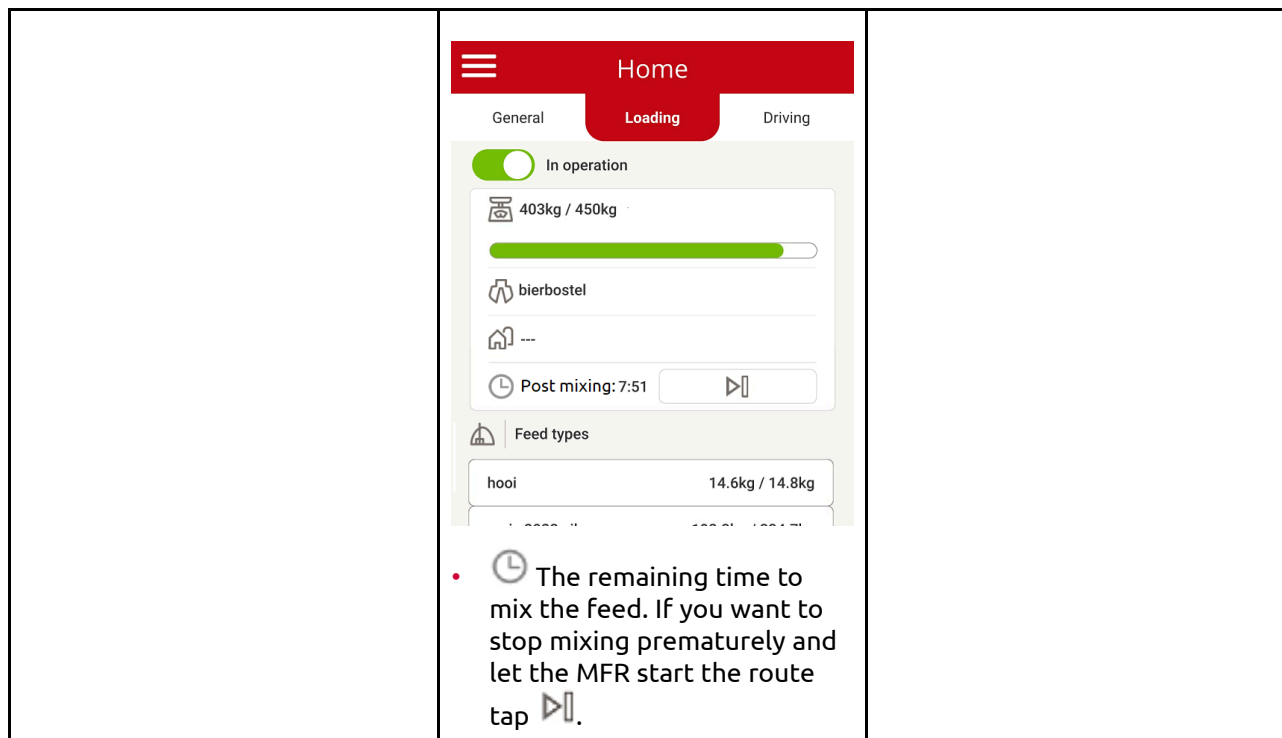 Home
General Loading Driving
In operation
403kg / 450kg
bierbostel
---
Post mixing: 7:51
Feed types
hooi 14.6kg / 14.8kg
• The remaining time to
mix the feed. If you want to
stop mixing prematurely and
let the MFR start the route
tap .